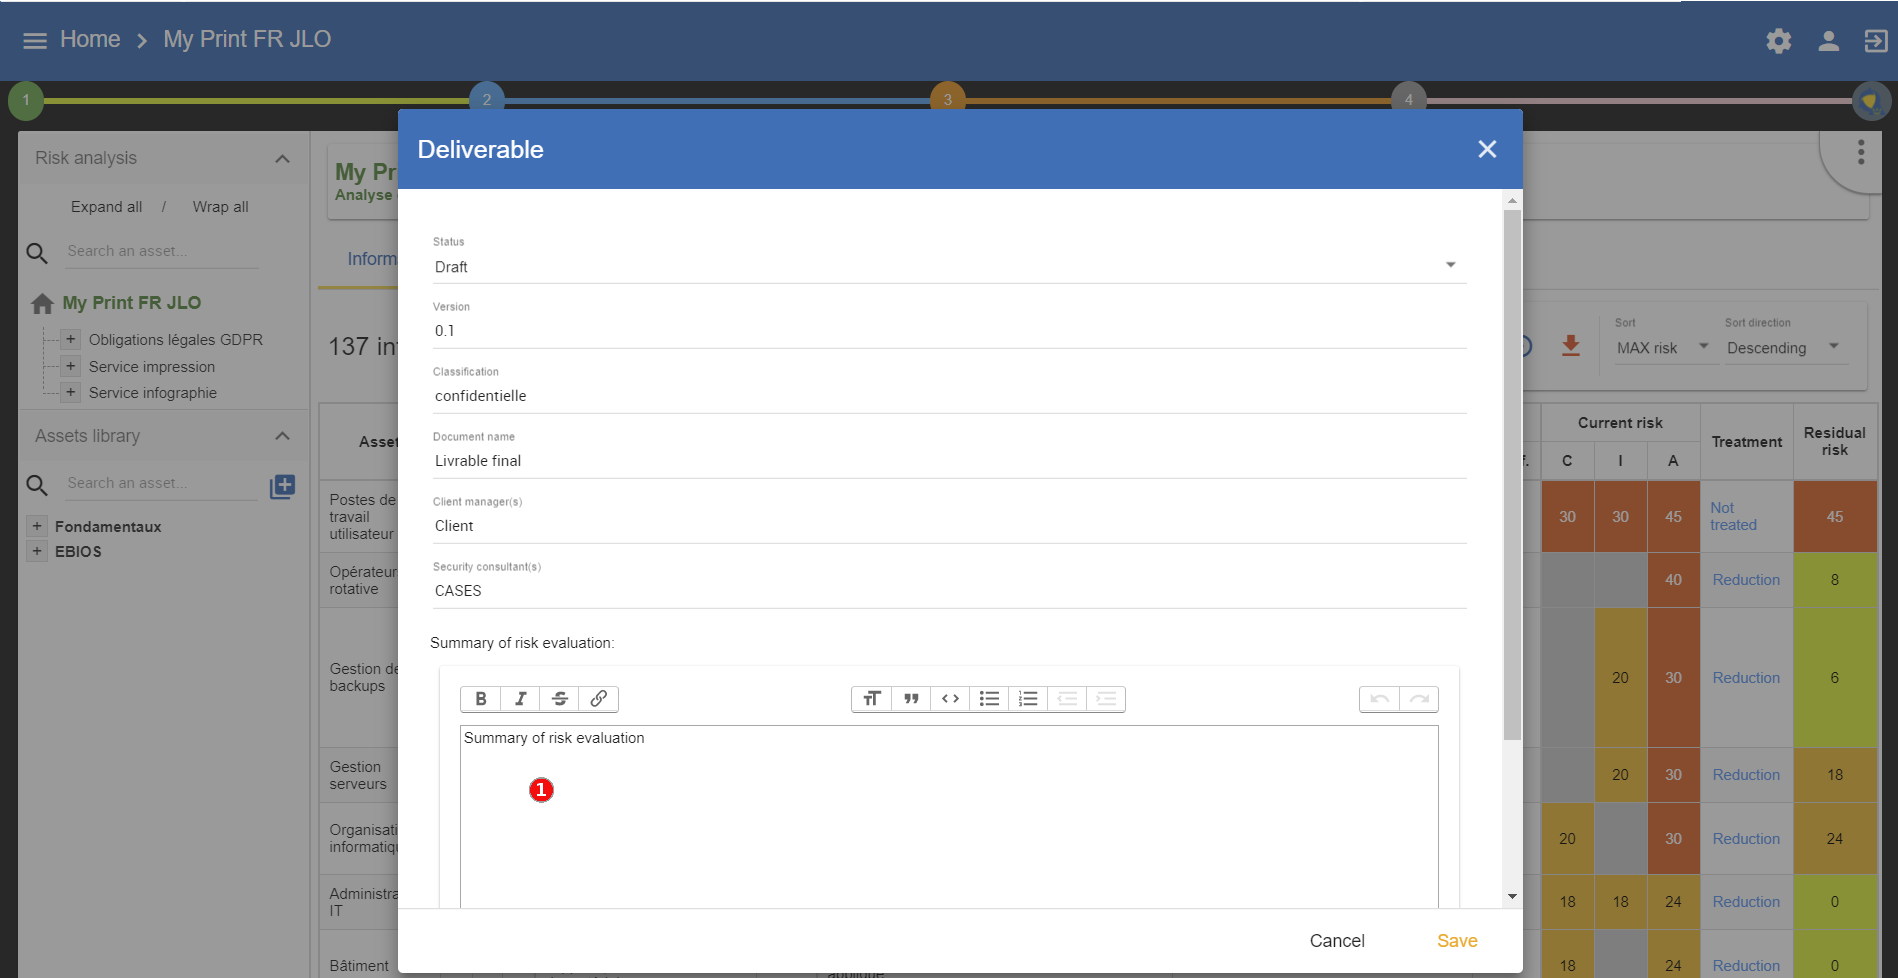 Home > My Print FR JLO
1
2
3
4
Risk analysis
Expand all / Wrap all
Search an asset...
My Print FR JLO
Obligations légales GDPR
Service impression
Service infographie
Assets library
Search an asset...
Fondamentaux
EBIOS
My Pr
Analyse
Inform
137 in
Asset
Postes de
travail
utilisateur
Opérateur
rotative
Gestion de
backups
Gestion
serveurs
Organisati
informatiqu
Administra
IT
Bâtiment
Deliverable
Status
Draft
Version
0.1
Classification
confidentielle
Document name
Livrable final
Client manager(s)
Client
Security consultant(s)
CASES
Summary of risk evaluation:
Summary of risk evaluation
1
Cancel
Save
Sort
MAX risk
Sort direction
Descending
Current risk
Treatment
Residual
risk
C I A
30 30 45
Not
treated
45
40 Reduction 8
20 30 Reduction 6
20 30 Reduction 18
20 30 Reduction 24
18 18 24 Reduction 0
18 24 Reduction 0